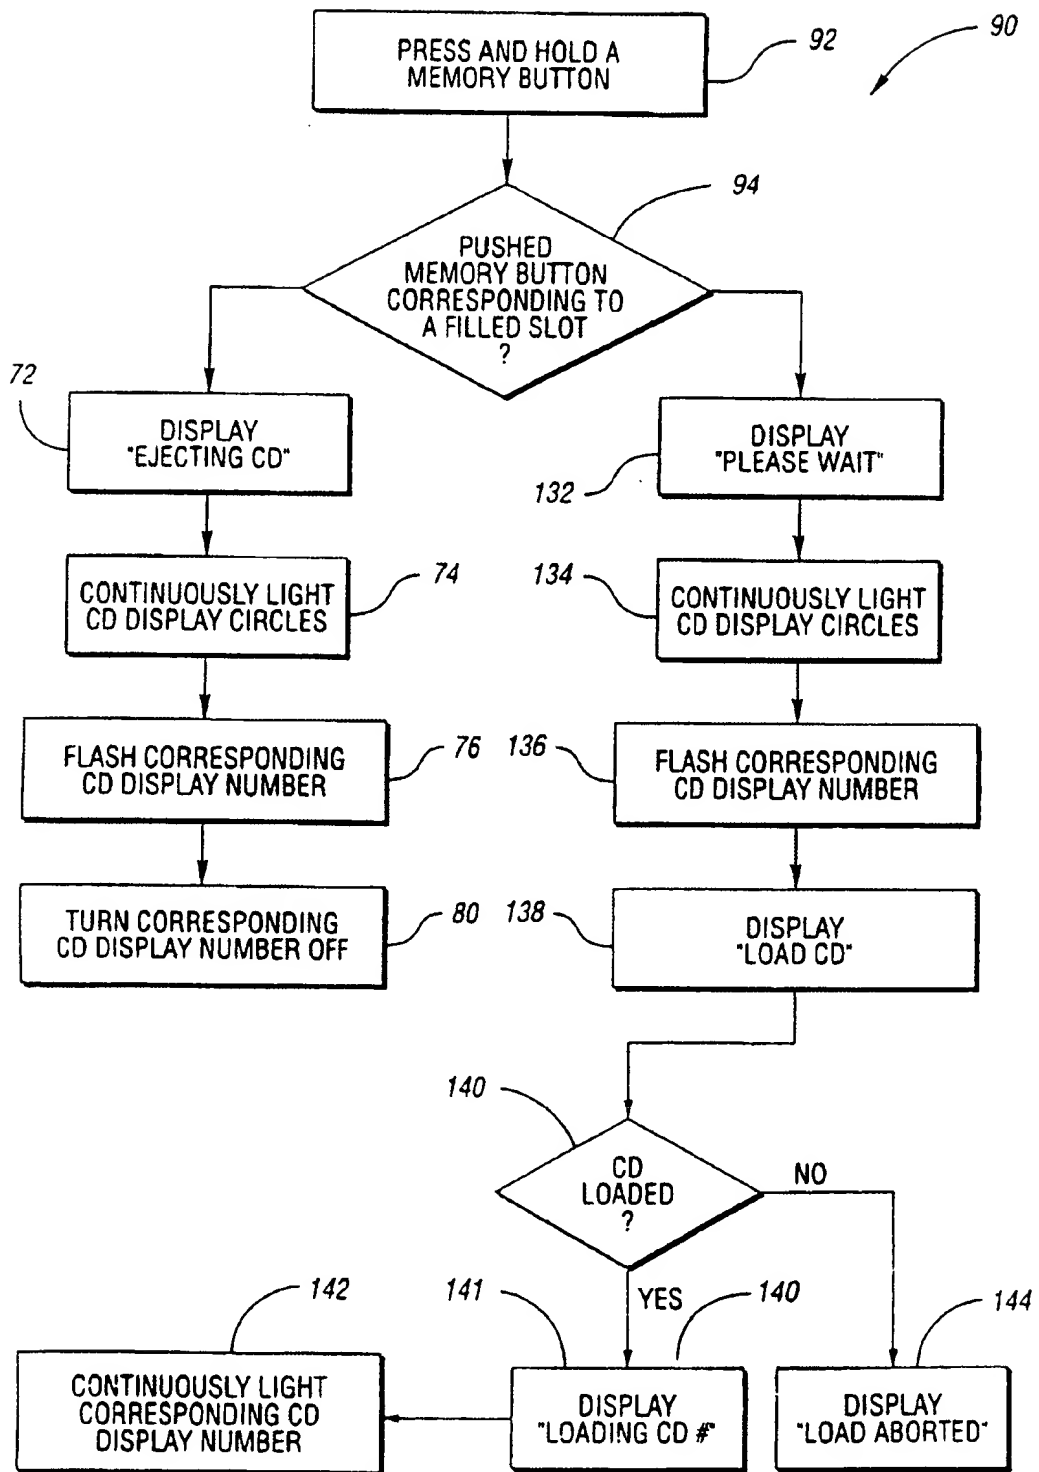 PRESS AND HOLD A
MEMORY BUTTON
92
90
94
PUSHED
MEMORY BUTTON
CORRESPONDING TO
A FILLED SLOT
?
72
DISPLAY
"EJECTING CD"
DISPLAY
"PLEASE WAIT"
132
CONTINUOUSLY LIGHT
CD DISPLAY CIRCLES
74
134
CONTINUOUSLY LIGHT
CD DISPLAY CIRCLES
FLASH CORRESPONDING
CD DISPLAY NUMBER
76
136
FLASH CORRESPONDING
CD DISPLAY NUMBER
TURN CORRESPONDING
CD DISPLAY NUMBER OFF
80
138
DISPLAY
"LOAD CD"
140
CD
LOADED
?
NO
YES
142
141
140
144
CONTINUOUSLY LIGHT
CORRESPONDING CD
DISPLAY NUMBER
DISPLAY
"LOADING CD #"
DISPLAY
"LOAD ABORTED"